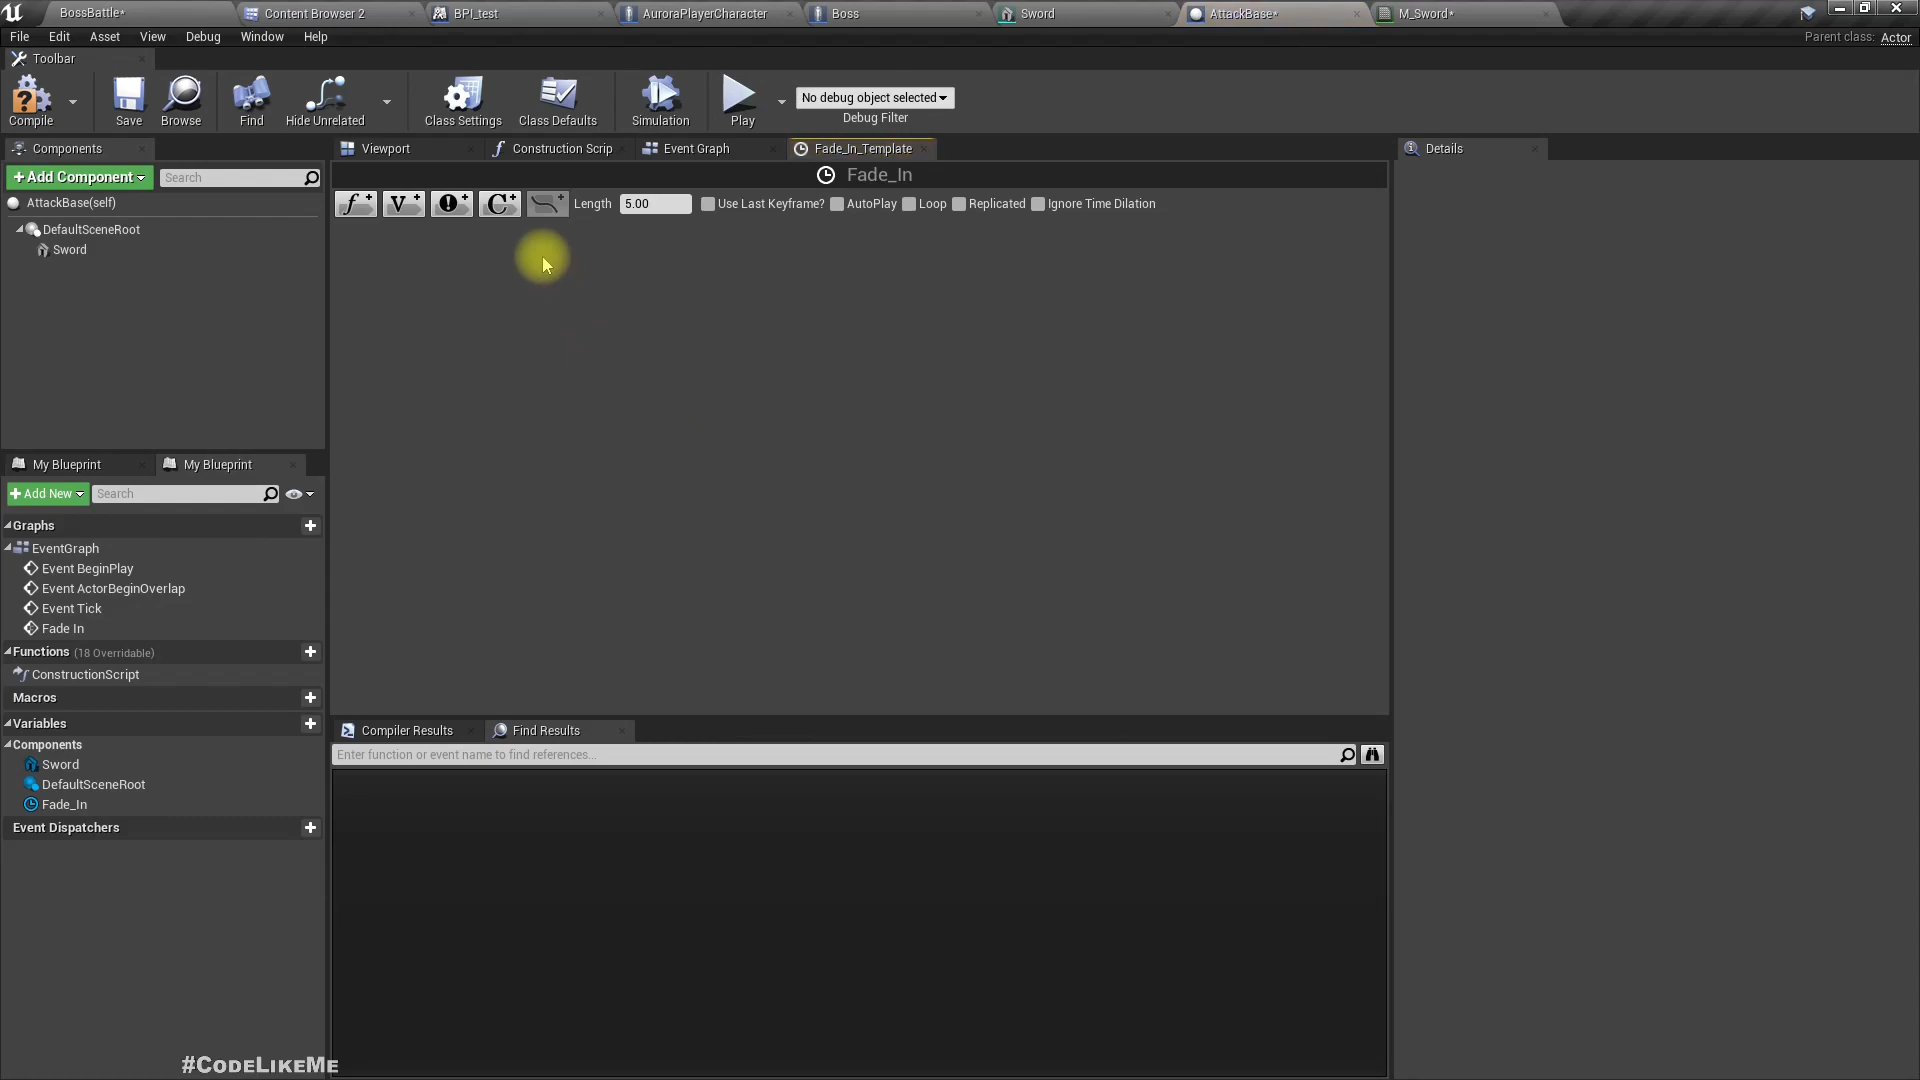 BossBattle*
Content Browser 2
BPI_test
AuroraPlayerCharacter
Boss
Sword
AttackBase*
M_Sword*
File Edit Asset View Debug Window Help
Parent class: Actor
Toolbar
Compile
Save
Browse
Find
Hide Unrelated
Class Settings
Class Defaults
Simulation
Play
No debug object selected
Debug Filter
Components
Viewport
Construction Scrip
Event Graph
Fade_In_Template
Details
+ Add Component
Search
Fade_In
AttackBase(self)
f+ V+ !+ C+
Length 5.00 Use Last Keyframe? AutoPlay Loop Replicated Ignore Time Dilation
DefaultSceneRoot
Sword
My Blueprint
My Blueprint
+ Add New
Search
Graphs
EventGraph
Event BeginPlay
Event ActorBeginOverlap
Event Tick
Fade In
Functions (18 Overridable)
ConstructionScript
Macros
Variables
Components
Sword
DefaultSceneRoot
Fade_In
Event Dispatchers
Compiler Results
Find Results
Enter function or event name to find references...
#CodeLikeMe